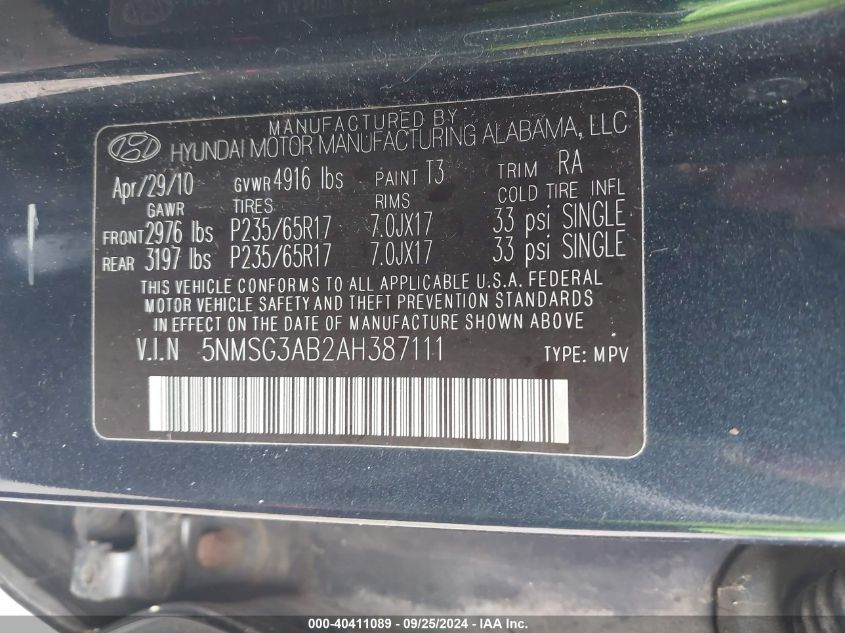 MANUFACTURED BY
HYUNDAI MOTOR MANUFACTURING ALABAMA, LLC
Apr/29/10 GVWR 4916 lbs PAINT T3 TRIM RA
GAWR TIRES RIMS COLD TIRE INFL
FRONT 2976 lbs P235/65R17 7.0JX17 33 psi SINGLE
REAR 3197 lbs P235/65R17 7.0JX17 33 psi SINGLE
THIS VEHICLE CONFORMS TO ALL APPLICABLE U.S.A. FEDERAL
MOTOR VEHICLE SAFETY AND THEFT PREVENTION STANDARDS
IN EFFECT ON THE DATE OF MANUFACTURER SHOWN ABOVE
V.I.N 5NMSG3AB2AH387111 TYPE: MPV
000-40411089 - 09/25/2024 - IAA Inc.